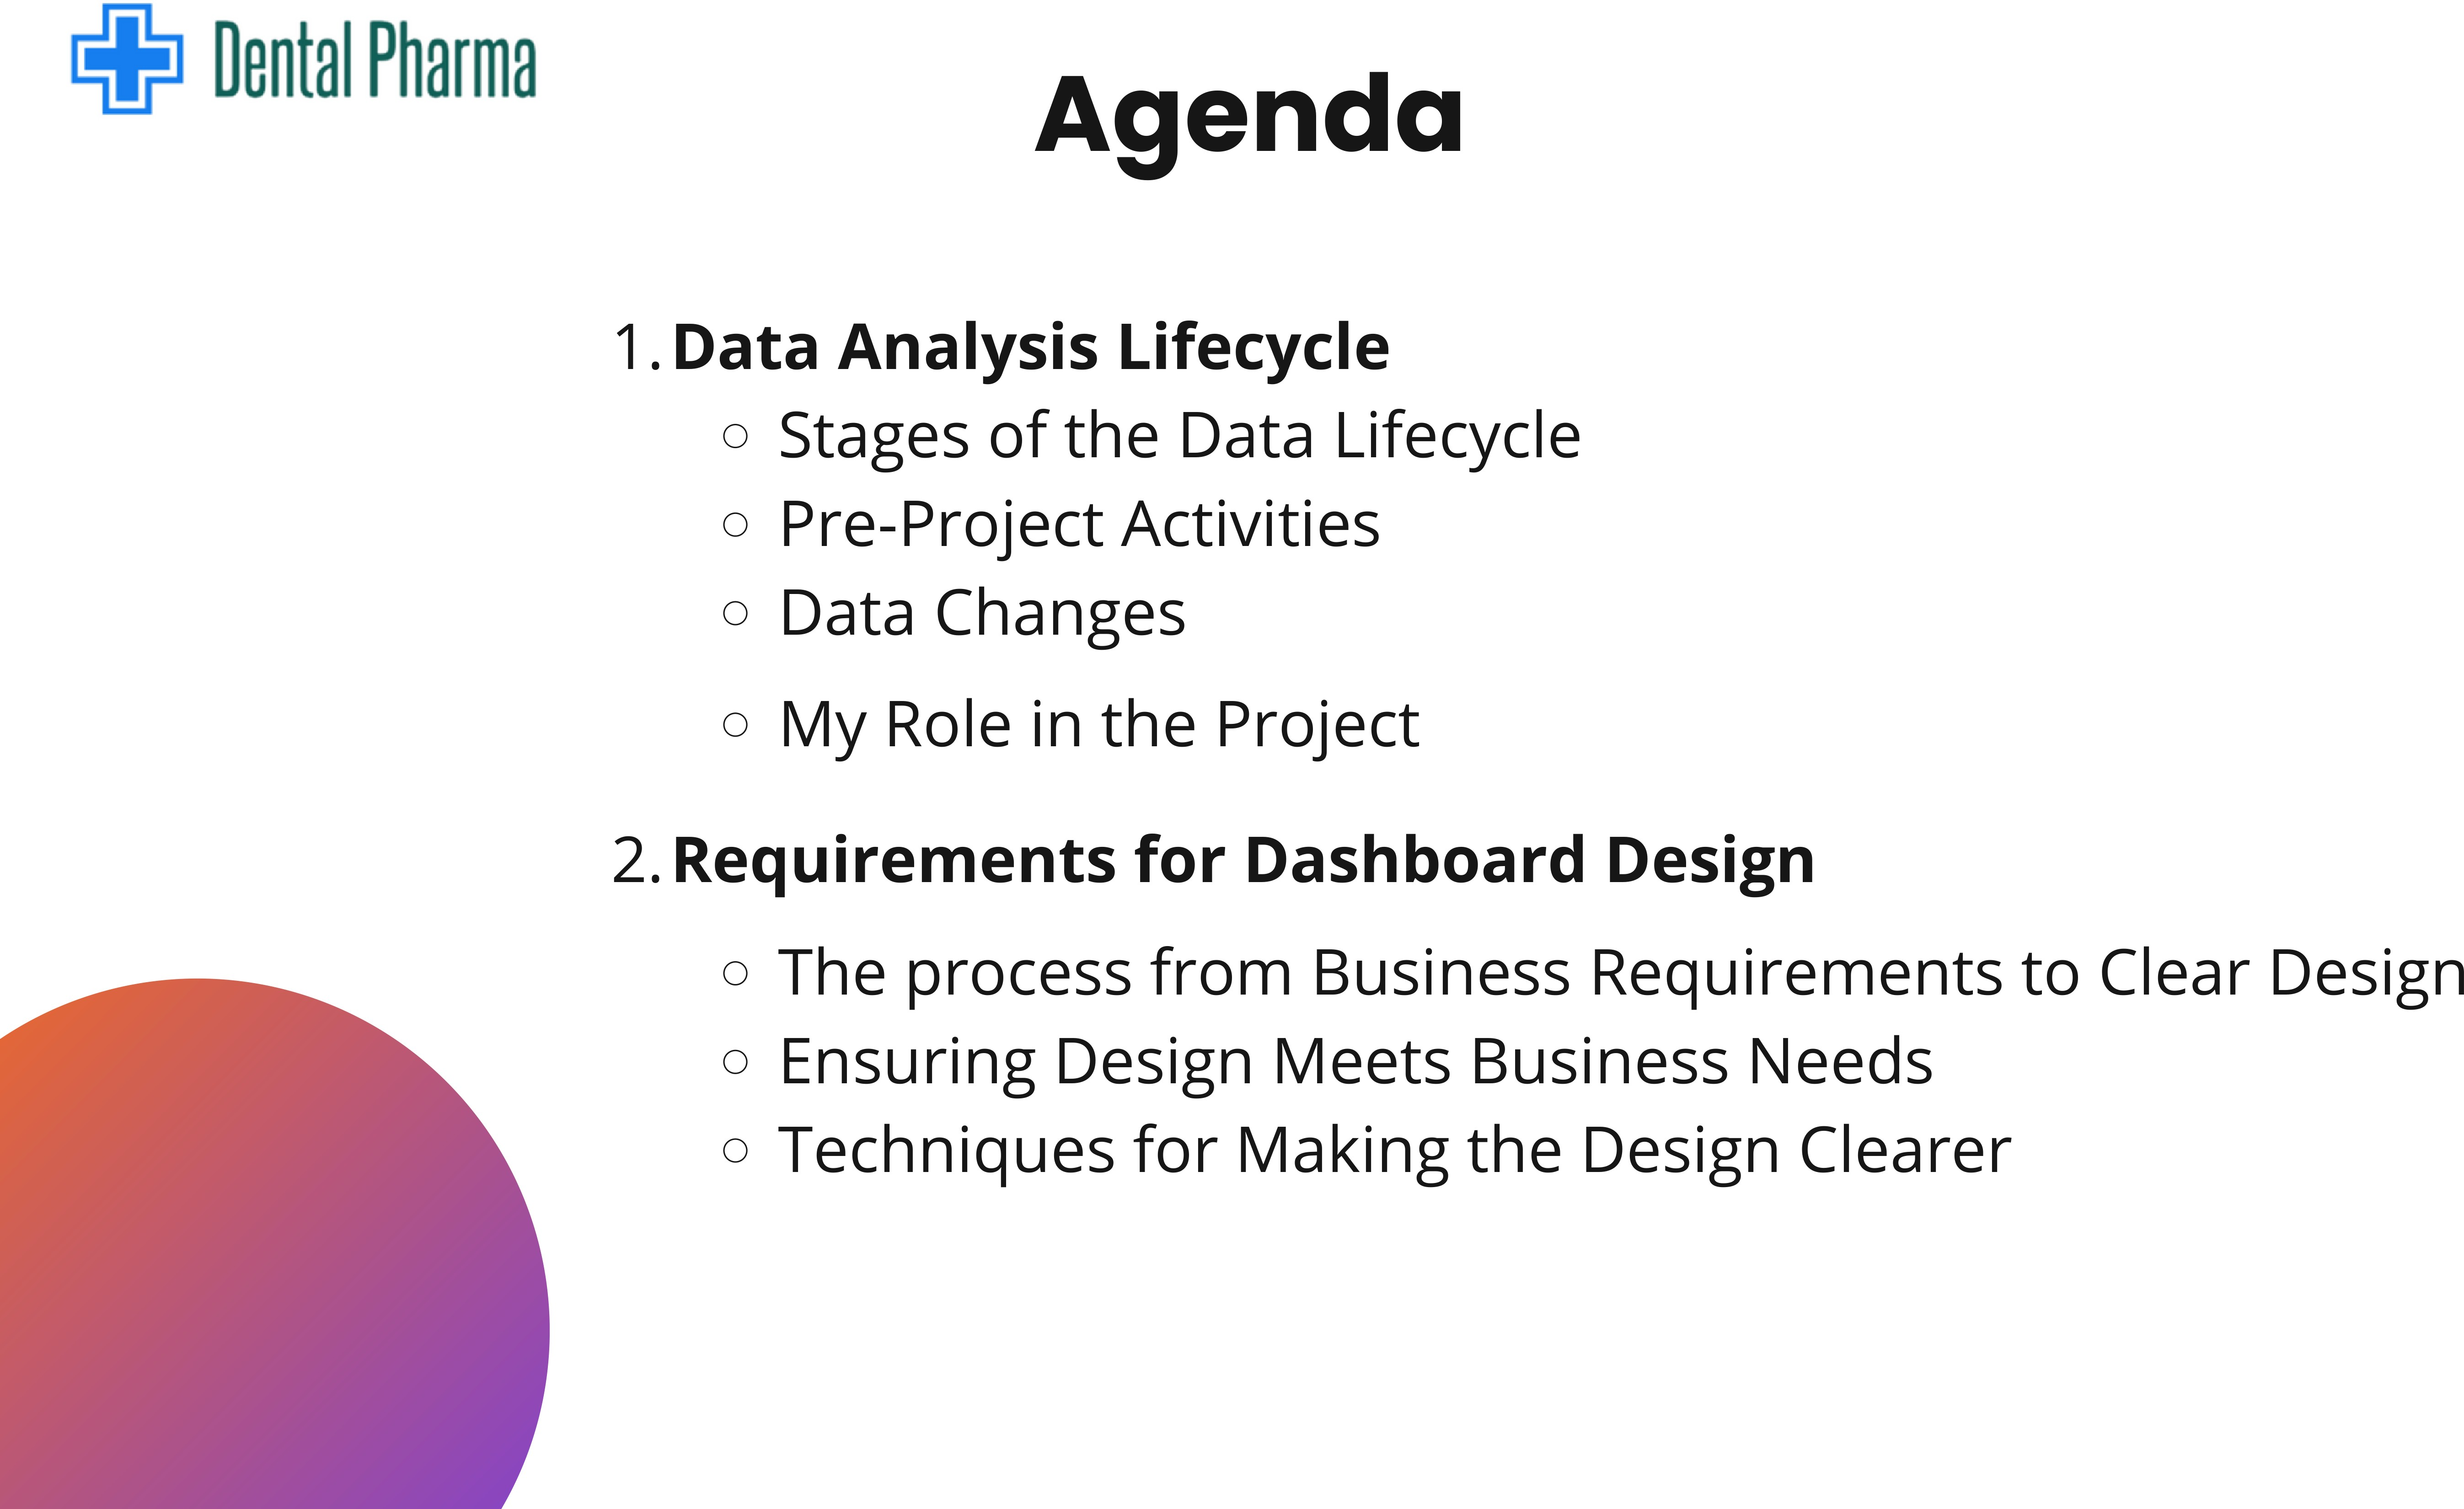 Dental Pharma
Agenda
1. Data Analysis Lifecycle
○ Stages of the Data Lifecycle
○ Pre-Project Activities
○ Data Changes
○ My Role in the Project
2. Requirements for Dashboard Design
○ The process from Business Requirements to Clear Design
○ Ensuring Design Meets Business Needs
○ Techniques for Making the Design Clearer